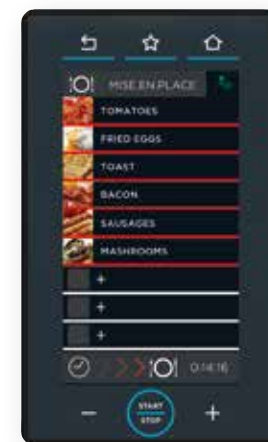 MISE EN PLACE
TOMATOES
FRIED EGGS
TOAST
BACON
SAUSAGES
MASHROOMS
+
+
+
0:14:16
START
STOP
- +